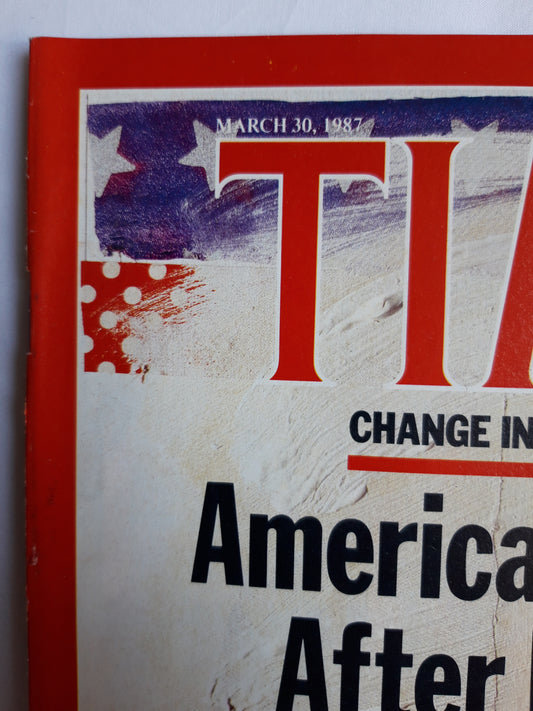 MARCH 30, 1987
TI
CHANGE IN
America
After